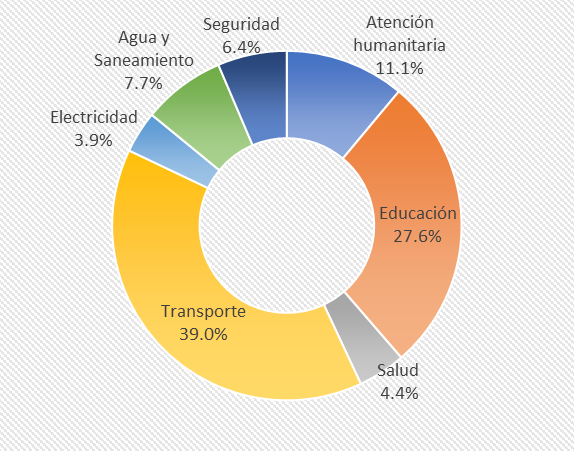 Atención
humanitaria
11.1%
Educación
27.6%
Salud
4.4%
Transporte
39.0%
Electricidad
3.9%
Agua y
Saneamiento
7.7%
Seguridad
6.4%